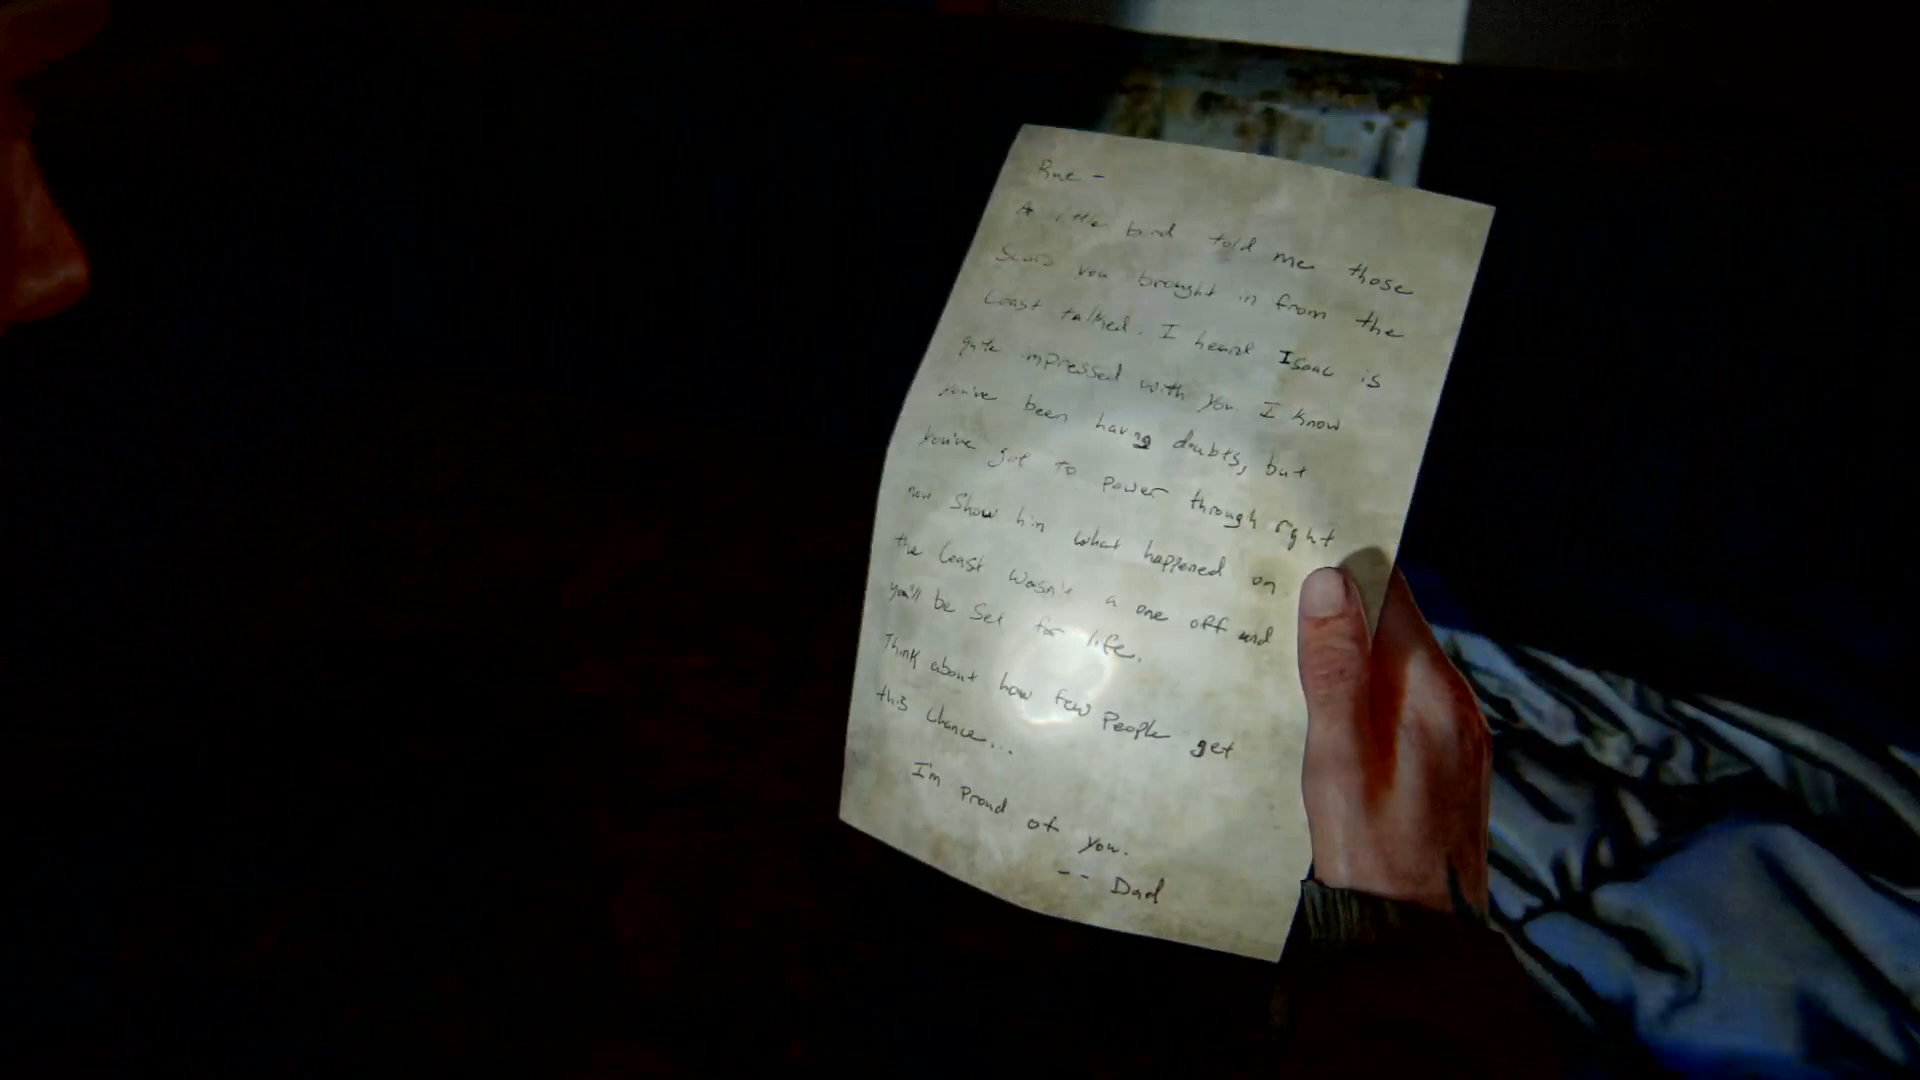 Rue -
A little bird told me those
Scars you brought in from the
Coast talked. I heard Isaac is
quite impressed with you. I know
you've been having doubts, but
you've got to power through right
now. Show him what happened on
the Coast wasn't a one off and
you'll be set for life.
Think about how few people get
this chance...
I'm proud of you.
-- Dad